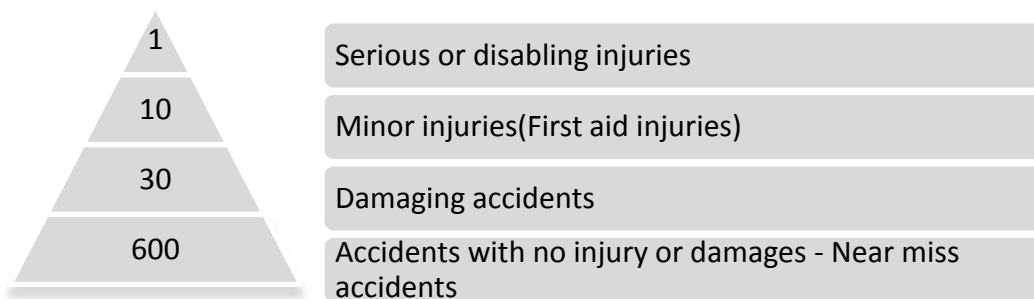 1
Serious or disabling injuries
10
Minor injuries(First aid injuries)
30
Damaging accidents
600
Accidents with no injury or damages - Near miss
accidents